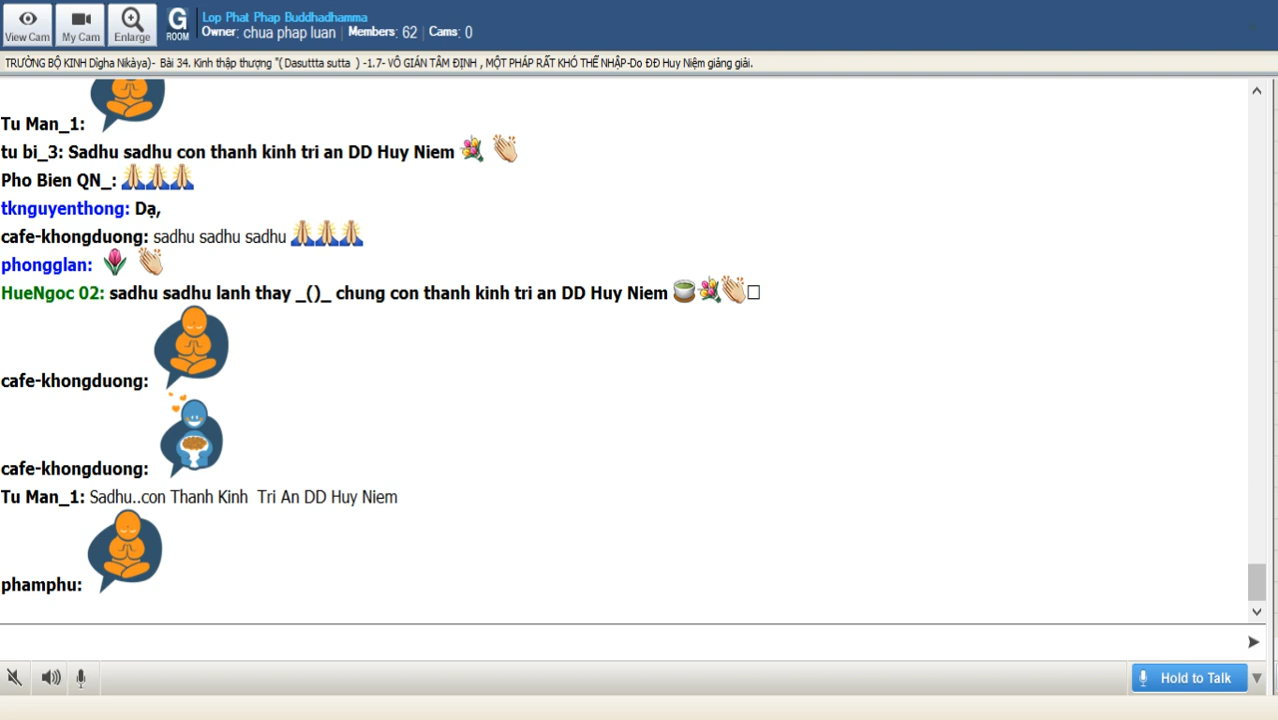 View Cam
My Cam
Enlarge
G
ROOM
Lop Phat Phap Buddhadhamma
Owner: chua phap luan | Members: 62 | Cams: 0
TRƯỜNG BỘ KINH Dìgha Nikàya)- Bài 34. Kinh thập thượng "( Dasuttta sutta ) -1.7- VÔ GIÁN TÂM ĐỊNH , MỘT PHÁP RẤT KHÓ THỂ NHẬP-Do ĐĐ Huy Niệm giảng giải.
Tu Man_1:
tu bi_3: Sadhu sadhu con thanh kinh tri an DD Huy Niem
Pho Bien QN_:
tknguyenthong: Dạ,
cafe-khongduong: sadhu sadhu sadhu
phongglan:
HueNgoc 02: sadhu sadhu lanh thay _()_ chung con thanh kinh tri an DD Huy Niem
cafe-khongduong:
cafe-khongduong:
Tu Man_1: Sadhu..con Thanh Kinh Tri An DD Huy Niem
phamphu:
Hold to Talk